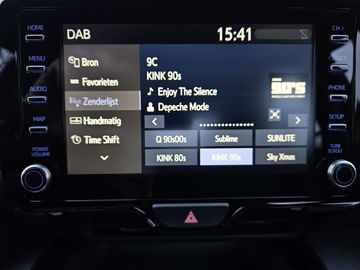 DAB
15:41
HOME
MENU
AUDIO
MAP
POWER
VOLUME
Bron
Favorieten
Zenderlijst
Handmatig
Time Shift
9C
KINK 90s
Enjoy The Silence
Depeche Mode
90'S
Q 90s00s
Sublime
SUNLITE
KINK 80s
KINK 90s
Sky Xmas
CH
TRACK
PHONE
SETUP
TUNE
SCROLL